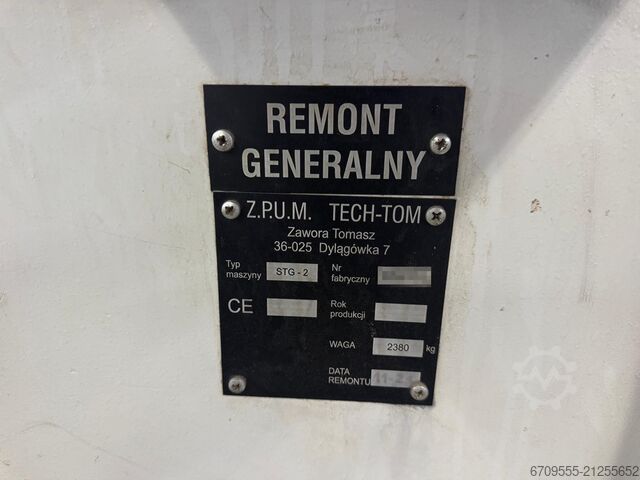 REMONT
GENERALNY
Z.P.U.M. TECH-TOM
Zawora Tomasz
36-025 Dylągówka 7
Typ maszyny STG - 2
Nr fabryczny
CE
Rok produkcji
WAGA 2380 kg
DATA REMONTU
6709555-21255652